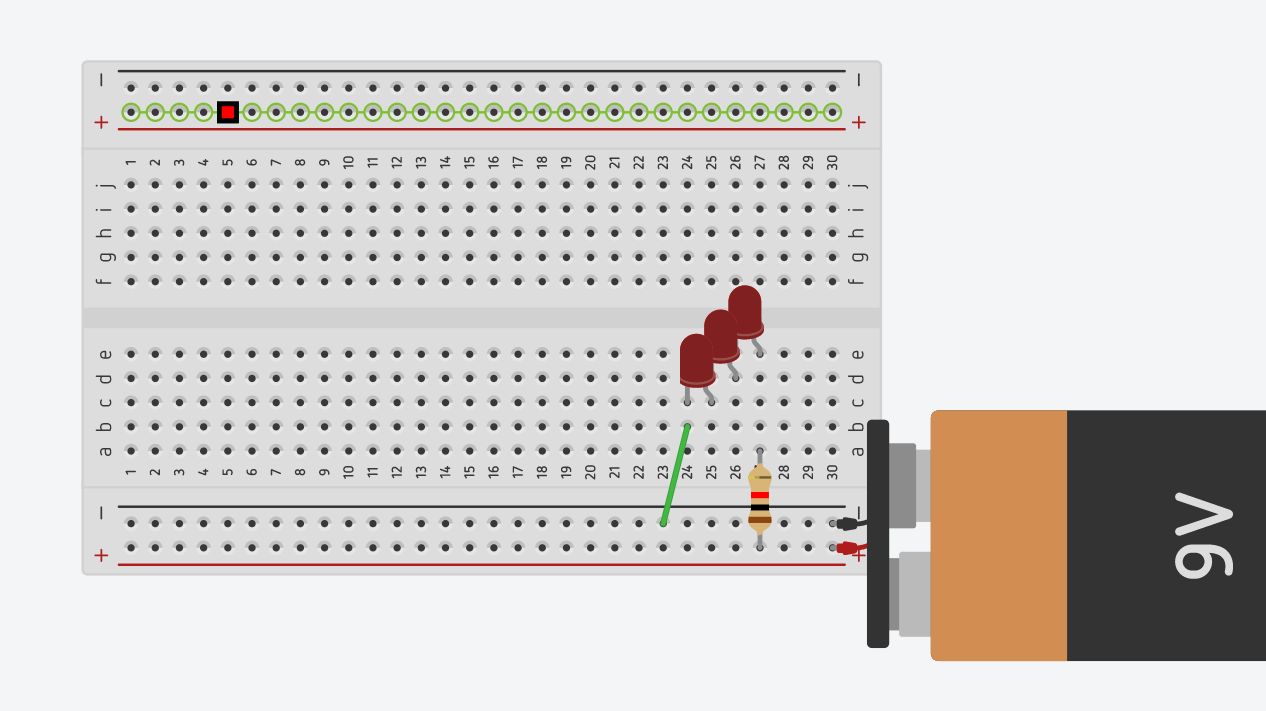 − −
+ +
1 2 3 4 5 6 7 8 9 10 11 12 13 14 15 16 17 18 19 20 21 22 23 24 25 26 27 28 29 30
j j
i i
h h
g g
f f
e e
d d
c c
b b
a a
1 2 3 4 5 6 7 8 9 10 11 12 13 14 15 16 17 18 19 20 21 22 23 24 25 26 28 29 30
− −
+ +
9V